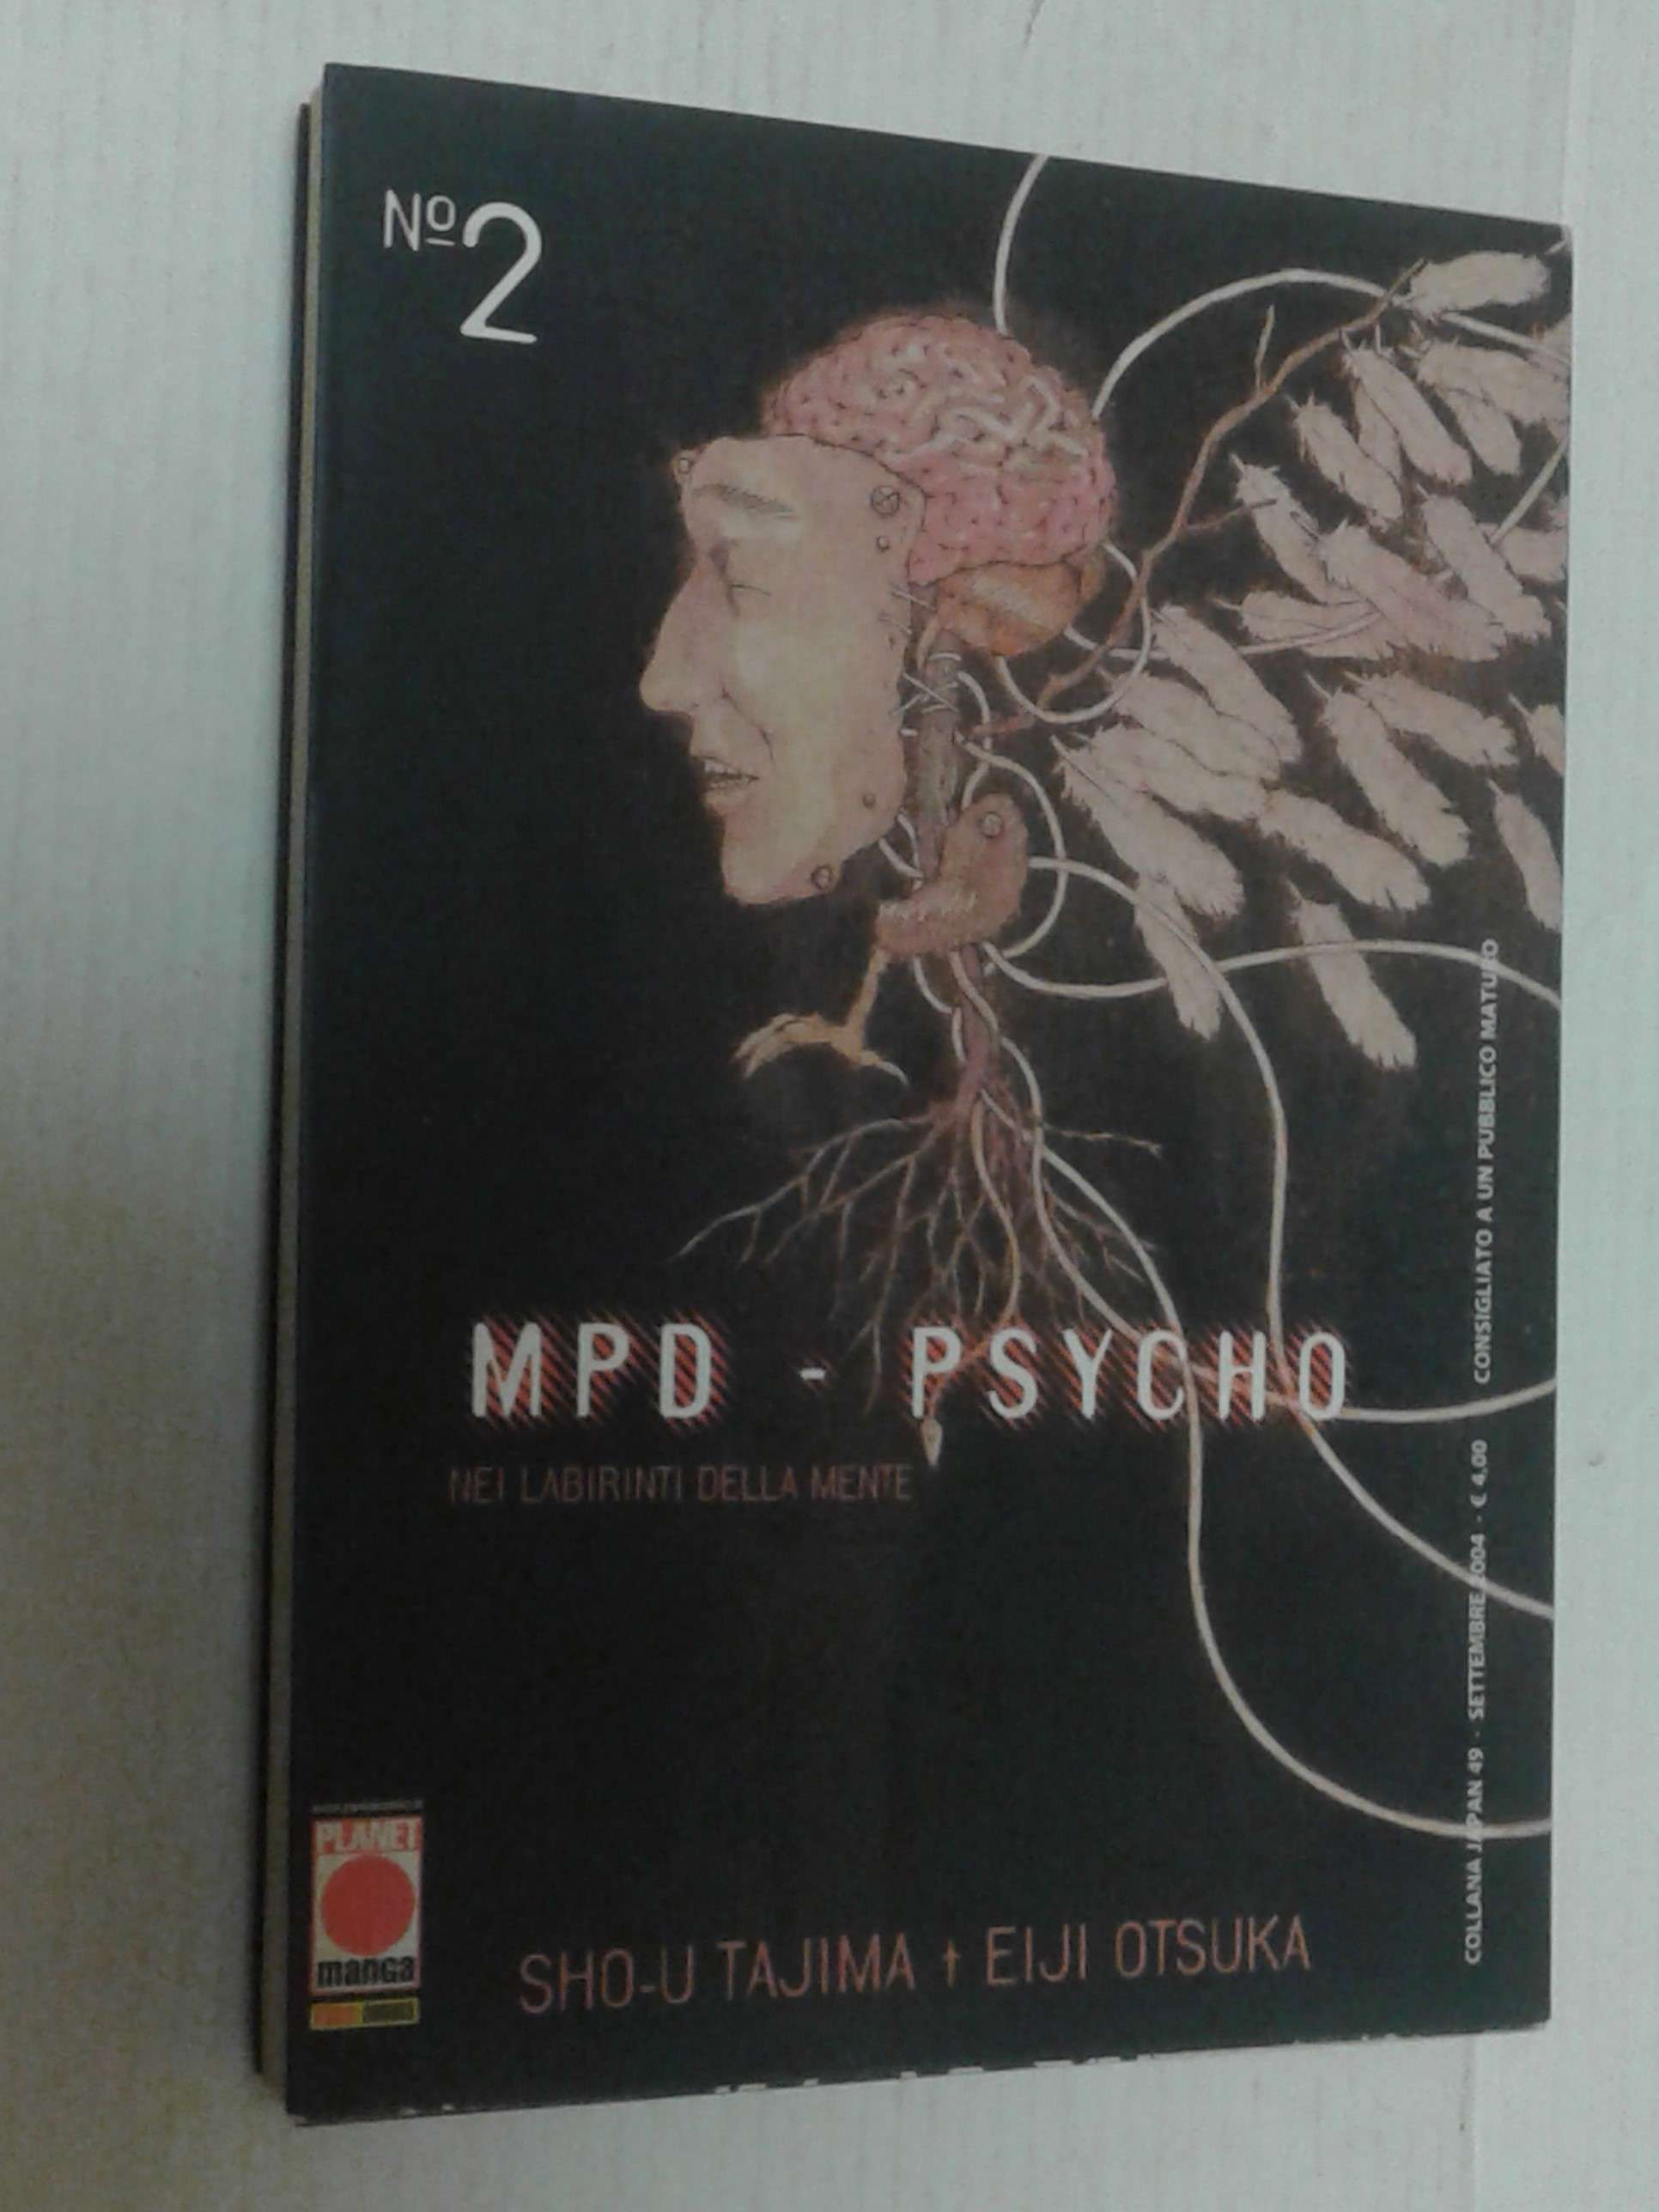 Nº2
MPD - PSYCHO
NEI LABIRINTI DELLA MENTE
COLLANA JAPAN 49 - SETTEMBRE 2004 - € 4,00 CONSIGLIATO A UN PUBBLICO MATURO
PLANET
manga
SHO-U TAJIMA † EIJI OTSUKA